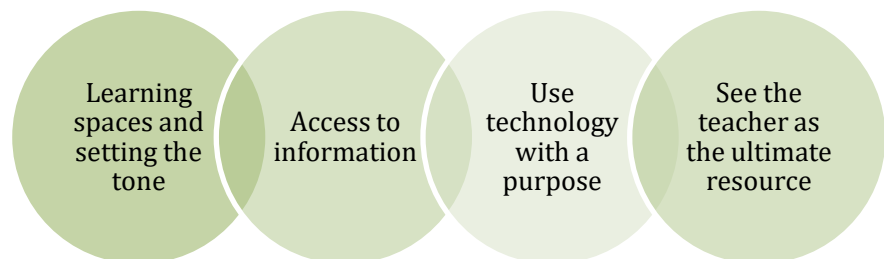 Learning
spaces and
setting the
tone
Access to
information
Use
technology
with a
purpose
See the
teacher as
the ultimate
resource